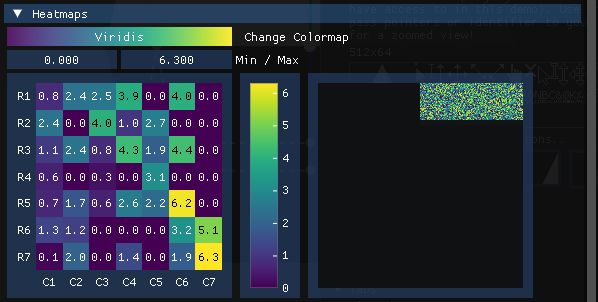 Heatmaps
Viridis Change Colormap
0.000 6.300 Min / Max
R1 0.8 2.4 2.5 3.9 0.0 4.0 0.0
R2 2.4 0.0 4.0 1.0 2.7 0.0 0.0
R3 1.1 2.4 0.8 4.3 1.9 4.4 0.0
R4 0.6 0.0 0.3 0.0 3.1 0.0 0.0
R5 0.7 1.7 0.6 2.6 2.2 6.2 0.0
R6 1.3 1.2 0.0 0.0 0.0 3.2 5.1
R7 0.1 2.0 0.0 1.4 0.0 1.9 6.3
C1 C2 C3 C4 C5 C6 C7
6
5
4
3
2
1
0
for a zoomed view!
512x64